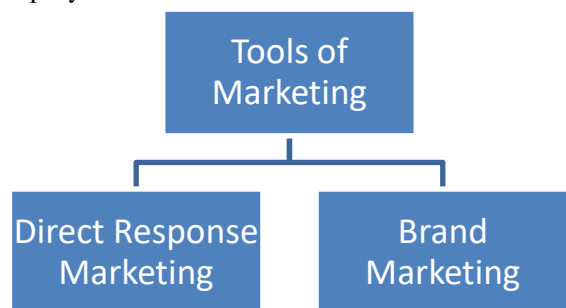 Tools of
Marketing
Direct Response
Marketing
Brand
Marketing